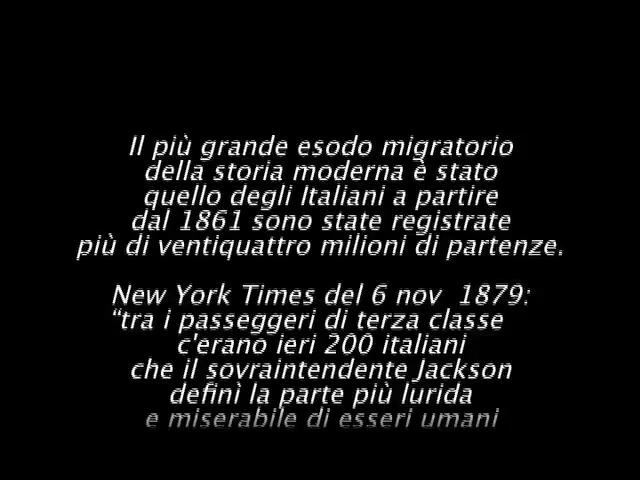 Il più grande esodo migratorio
della storia moderna è stato
quello degli Italiani a partire
dal 1861 sono state registrate
più di ventiquattro milioni di partenze.
New York Times del 6 nov 1879:
“tra i passeggeri di terza classe
c'erano ieri 200 italiani
che il sovraintendente Jackson
definì la parte più lurida
e miserabile di esseri umani